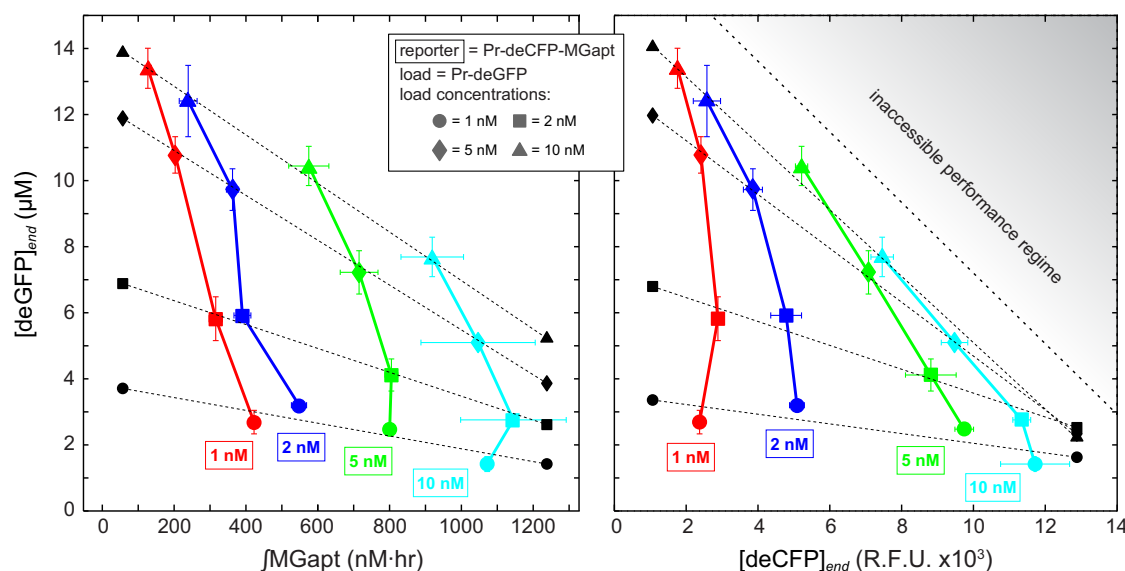 14
12
10
8
6
4
2
0
[deGFP]end (µM)
reporter = Pr-deCFP-MGapt
load = Pr-deGFP
load concentrations:
= 1 nM = 2 nM
= 5 nM = 10 nM
1 nM
2 nM
5 nM
10 nM
0 200 400 600 800 1000 1200
∫MGapt (nM·hr)
inaccessible performance regime
1 nM
2 nM
5 nM
10 nM
0 2 4 6 8 10 12 14
[deCFP]end (R.F.U. x10³)